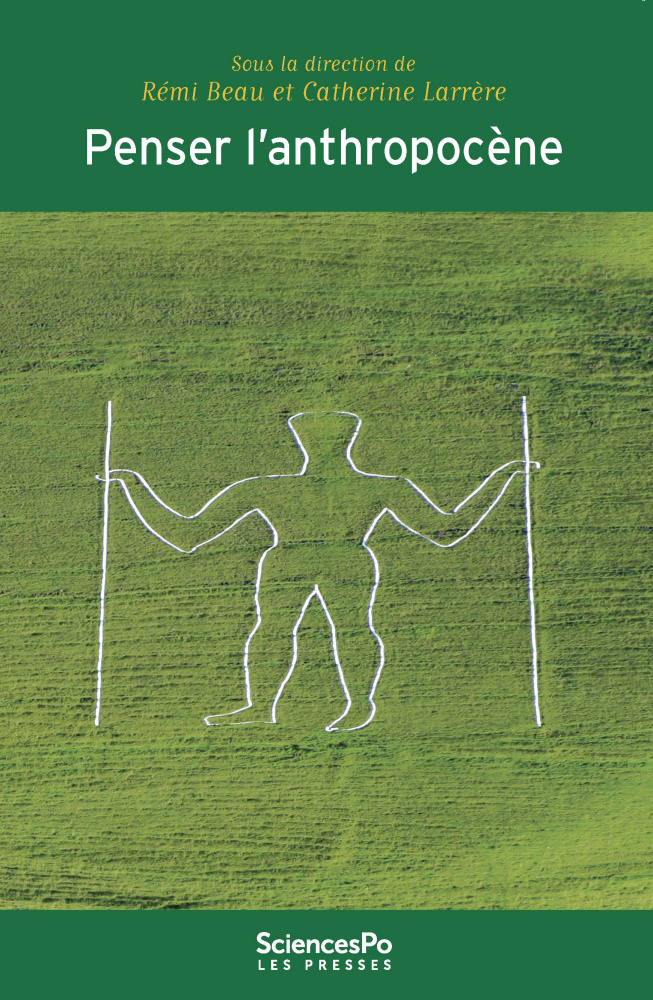 Sous la direction de
Rémi Beau et Catherine Larrère
Penser l'anthropocène
SciencesPo
LES PRESSES